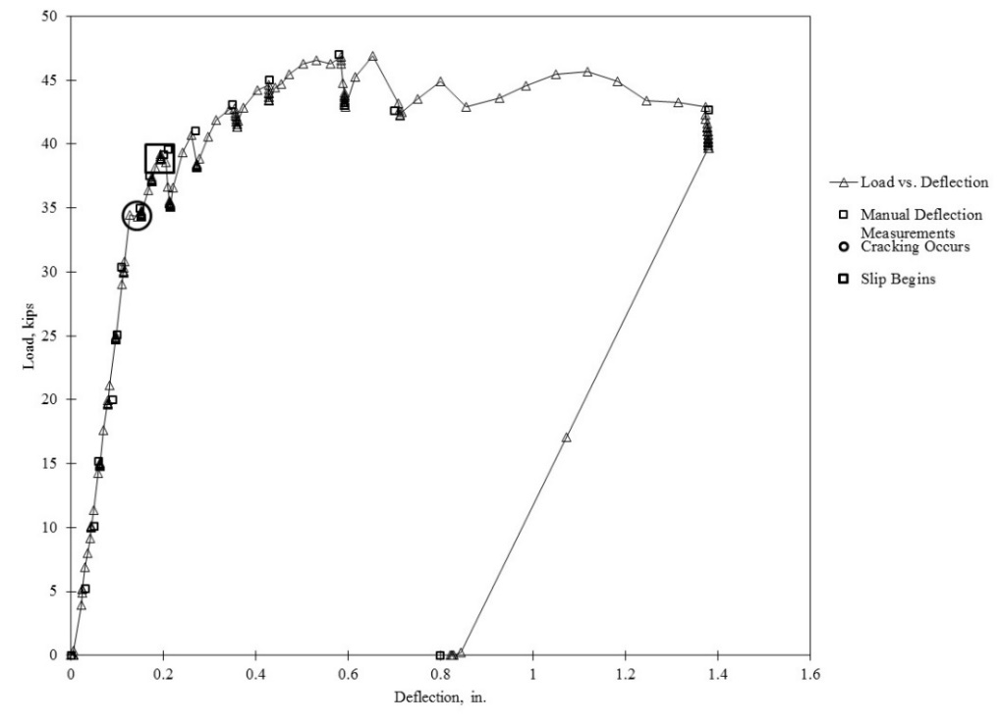 50
45
40
35
30
25
20
15
10
5
0
Load, kips
0 0.2 0.4 0.6 0.8 1 1.2 1.4 1.6
Deflection, in.
Load vs. Deflection
Manual Deflection
Measurements
Cracking Occurs
Slip Begins